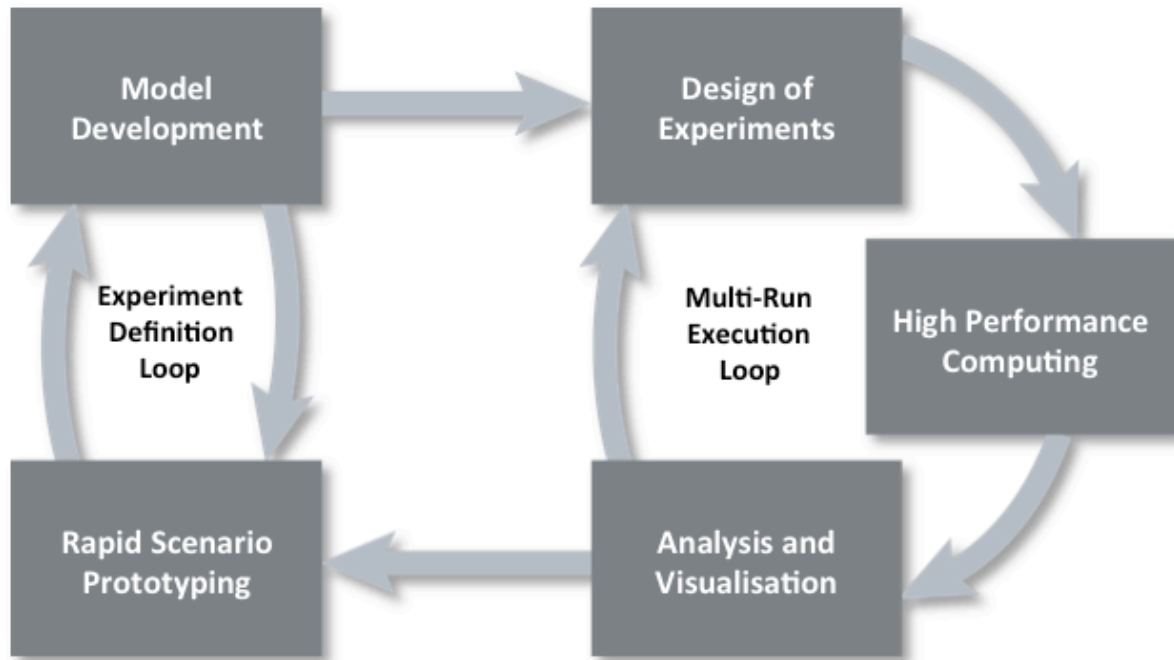 Model
Development
Design of
Experiments
Experiment
Definition
Loop
Multi-Run
Execution
Loop
High Performance
Computing
Rapid Scenario
Prototyping
Analysis and
Visualisation